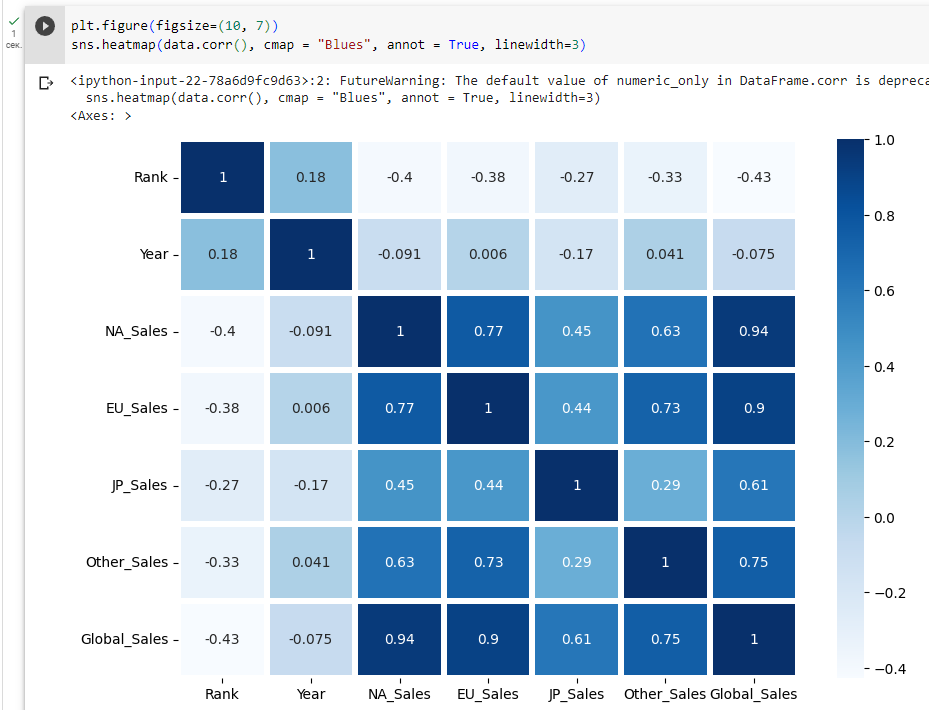 1
сек.
plt.figure(figsize=(10, 7))
sns.heatmap(data.corr(), cmap = "Blues", annot = True, linewidth=3)
<ipython-input-22-78a6d9fc9d63>:2: FutureWarning: The default value of numeric_only in DataFrame.corr is depreca
sns.heatmap(data.corr(), cmap = "Blues", annot = True, linewidth=3)
<Axes: >
Rank 1 0.18 -0.4 -0.38 -0.27 -0.33 -0.43
Year 0.18 1 -0.091 0.006 -0.17 0.041 -0.075
NA_Sales -0.4 -0.091 1 0.77 0.45 0.63 0.94
EU_Sales -0.38 0.006 0.77 1 0.44 0.73 0.9
JP_Sales -0.27 -0.17 0.45 0.44 1 0.29 0.61
Other_Sales -0.33 0.041 0.63 0.73 0.29 1 0.75
Global_Sales -0.43 -0.075 0.94 0.9 0.61 0.75 1
Rank Year NA_Sales EU_Sales JP_Sales Other_Sales Global_Sales
1.0
0.8
0.6
0.4
0.2
0.0
−0.2
−0.4